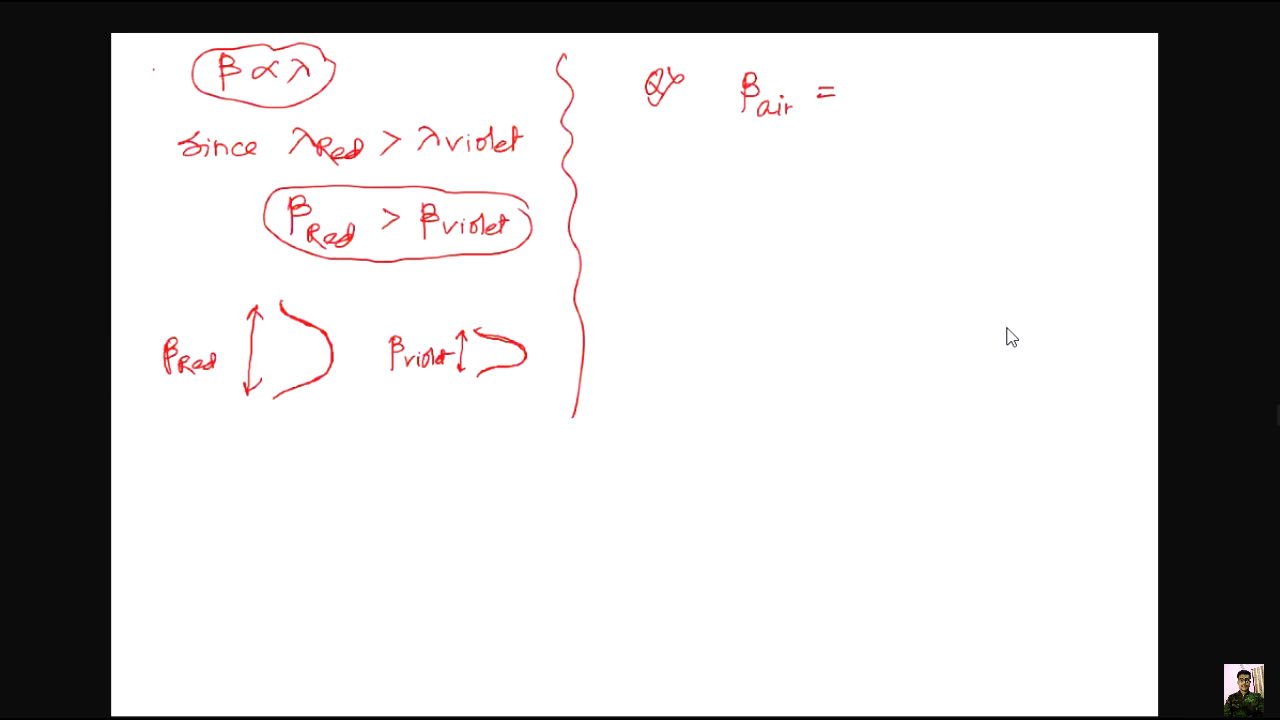 β ∝ λ
since λRed > λviolet
βRed > βviolet
βRed βviolet
Q⟩ βair =